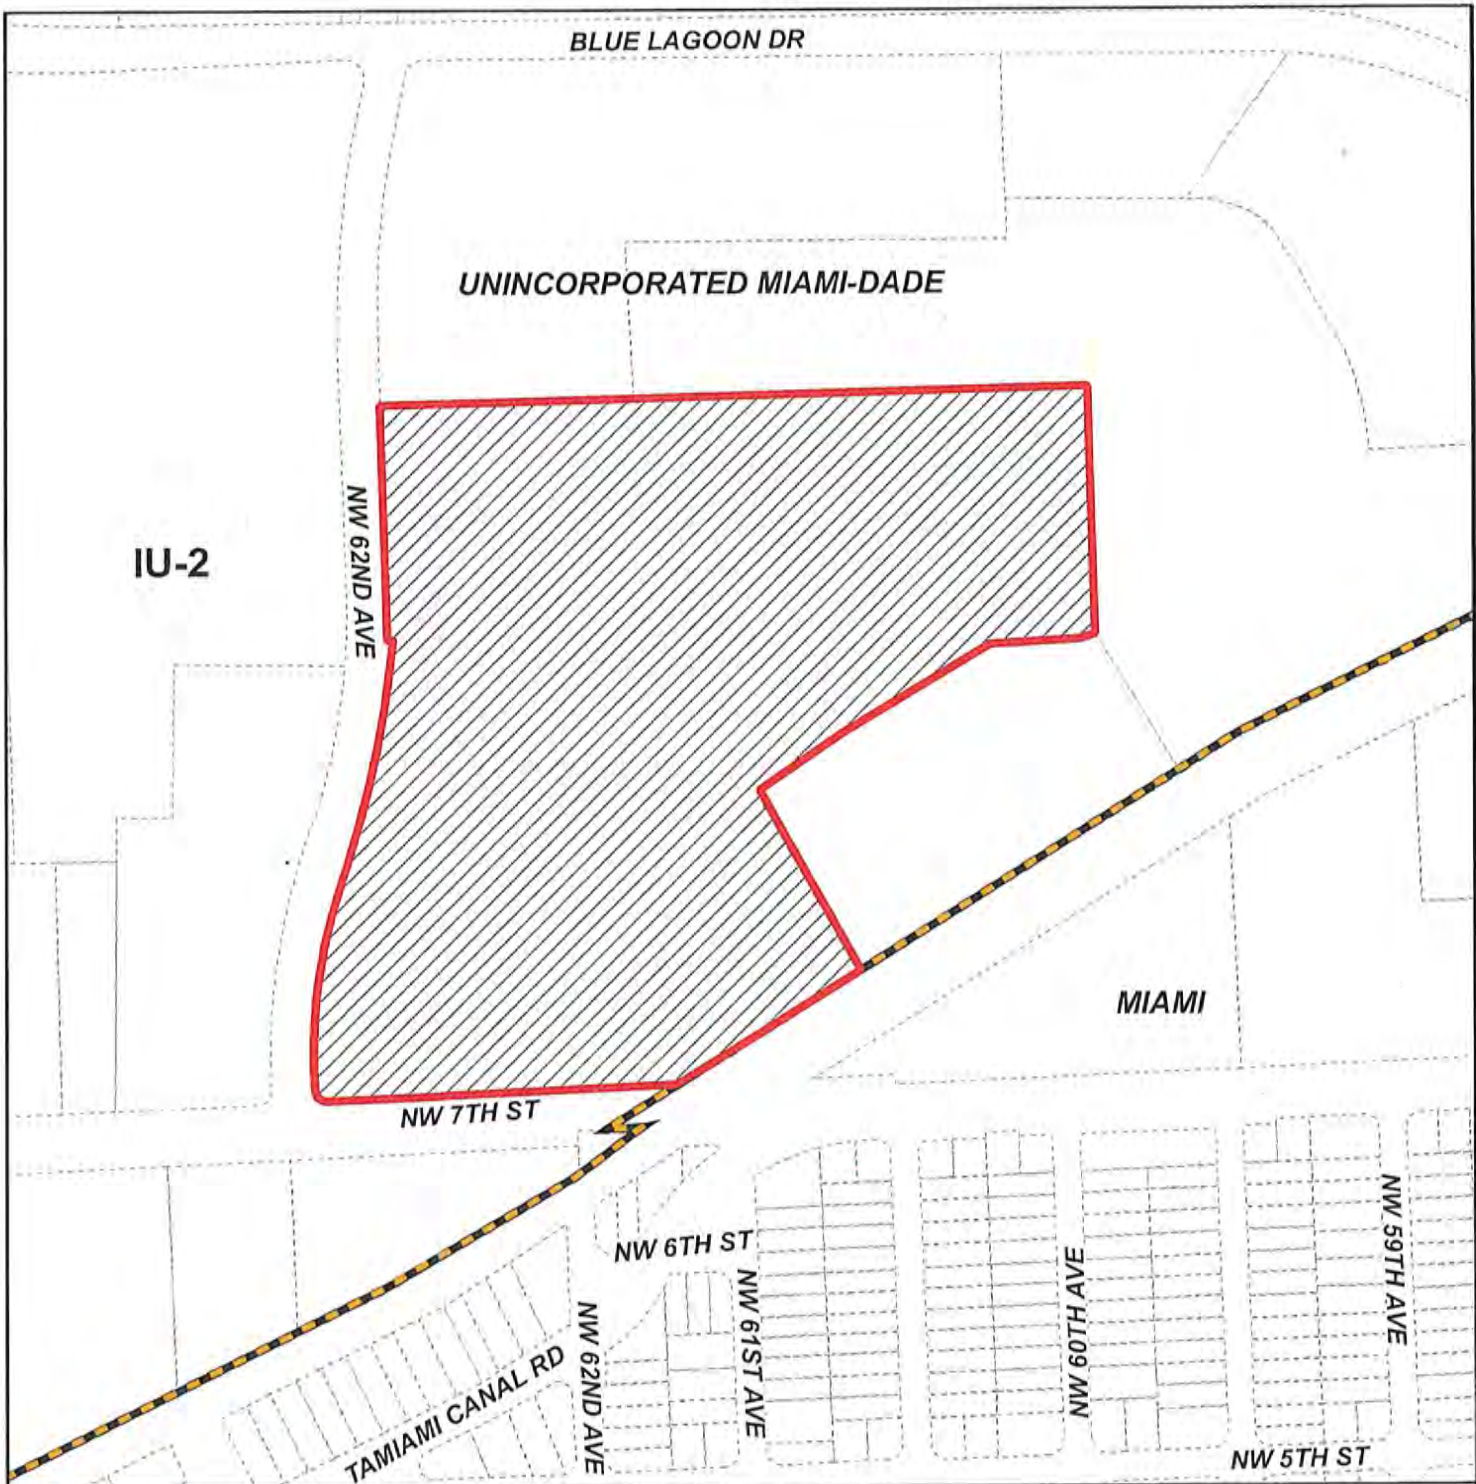 BLUE LAGOON DR
UNINCORPORATED MIAMI-DADE
NW 62ND AVE
IU-2
MIAMI
NW 7TH ST
NW 6TH ST
NW 59TH AVE
NW 60TH AVE
NW 61ST AVE
NW 62ND AVE
TAMIAMI CANAL RD
NW 5TH ST